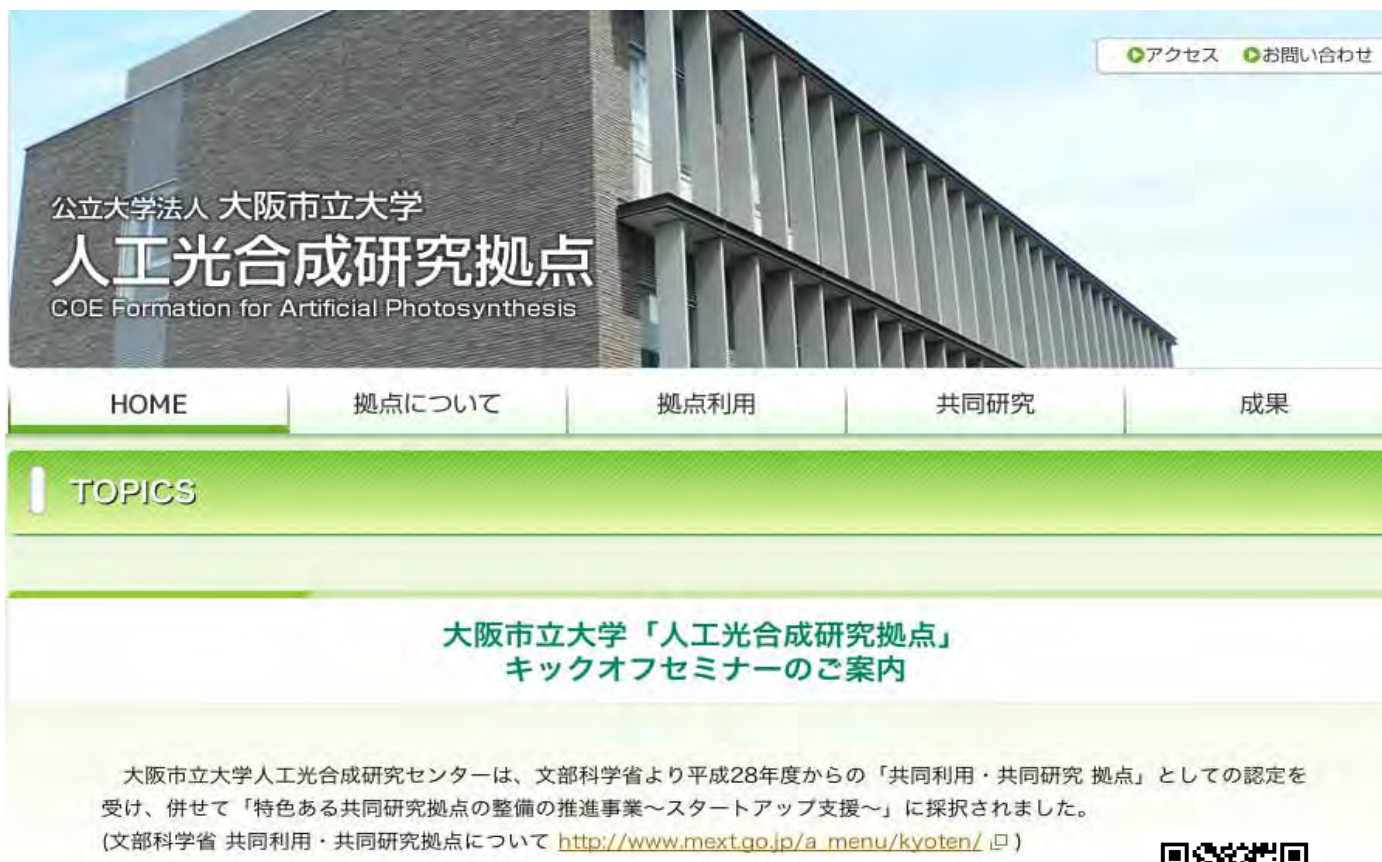 アクセス お問い合わせ
公立大学法人 大阪市立大学
人工光合成研究拠点
COE Formation for Artificial Photosynthesis
HOME 拠点について 拠点利用 共同研究 成果
TOPICS
大阪市立大学「人工光合成研究拠点」
キックオフセミナーのご案内
大阪市立大学人工光合成研究センターは、文部科学省より平成28年度からの「共同利用・共同研究 拠点」としての認定を
受け、併せて「特色ある共同研究拠点の整備の推進事業〜スタートアップ支援〜」に採択されました。
(文部科学省 共同利用・共同研究拠点について http://www.mext.go.jp/a_menu/kyoten/ )